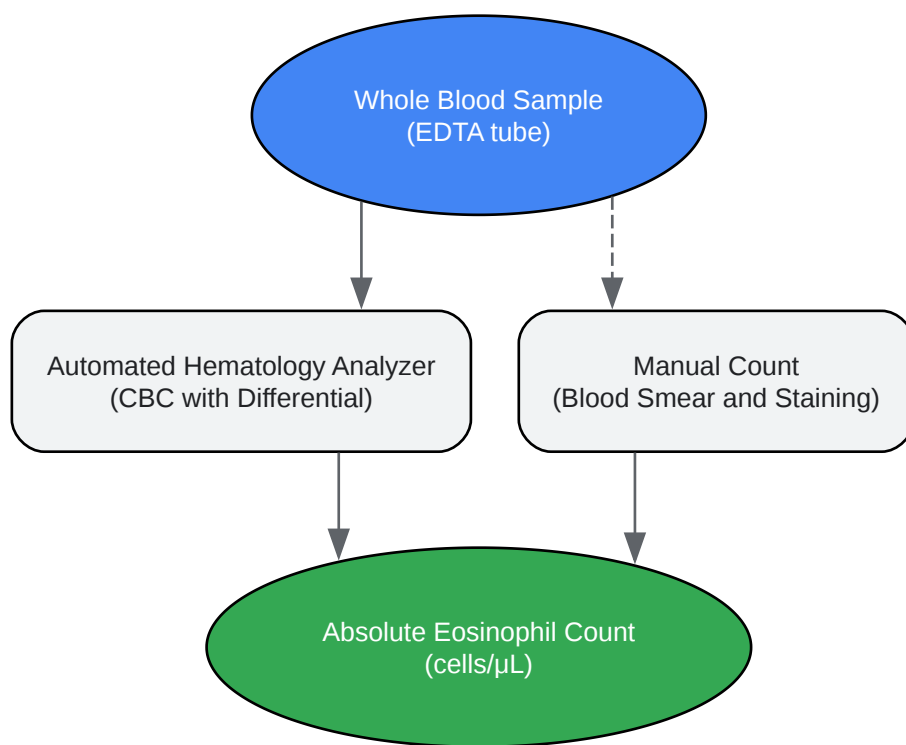 Whole Blood Sample
(EDTA tube)
Automated Hematology Analyzer
(CBC with Differential)
Manual Count
(Blood Smear and Staining)
Absolute Eosinophil Count
(cells/μL)